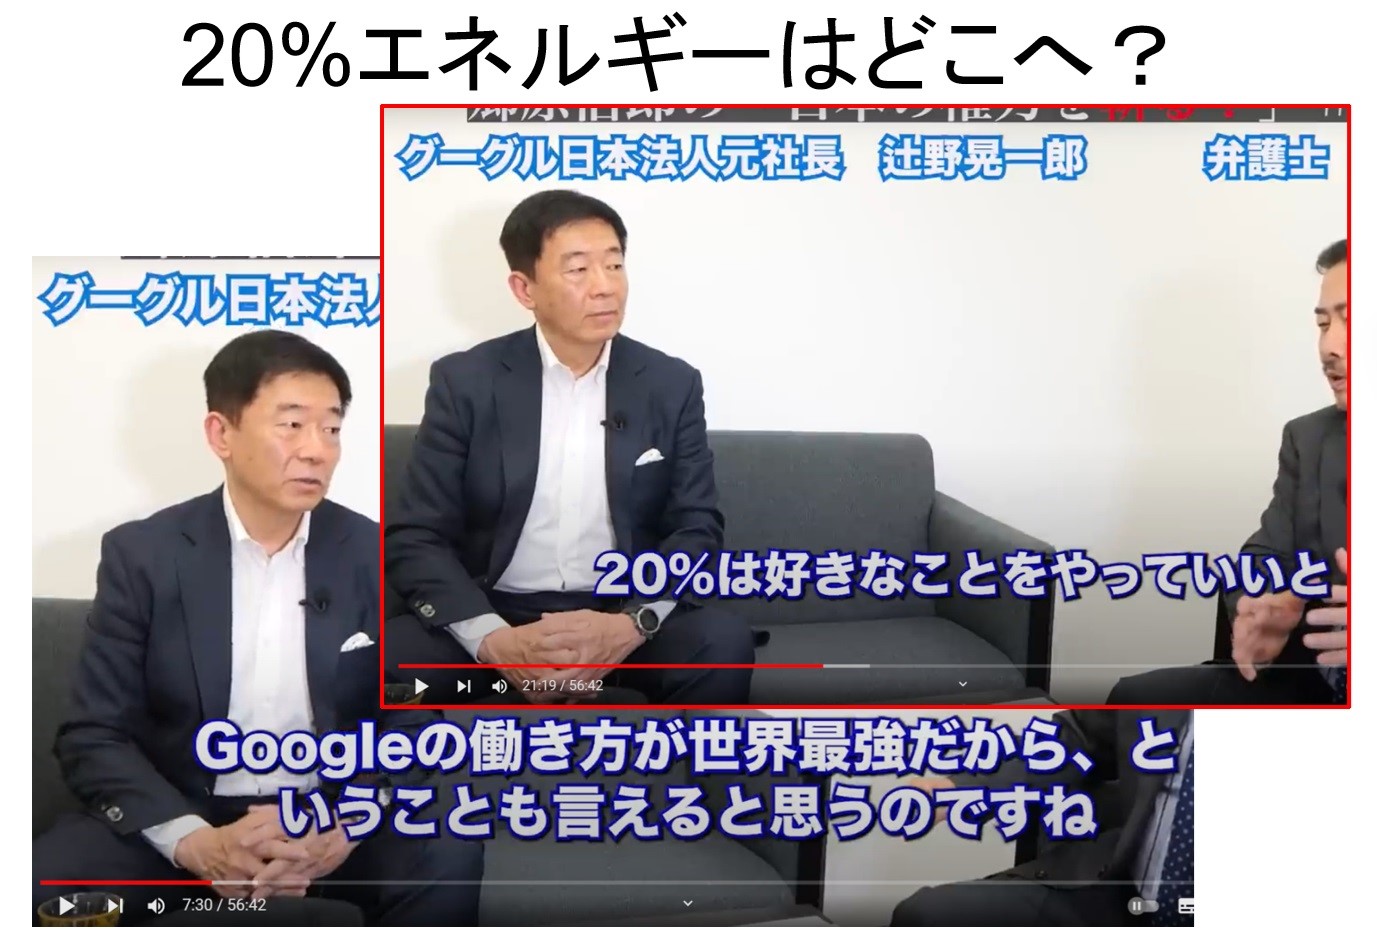 20%エネルギーはどこへ？
グーグル日本法人元社長　辻野晃一郎　弁護士
20%は好きなことをやっていいと
21:19 / 56:42
グーグル日本法
Googleの働き方が世界最強だから、と
いうことも言えると思うのですね
7:30 / 56:42